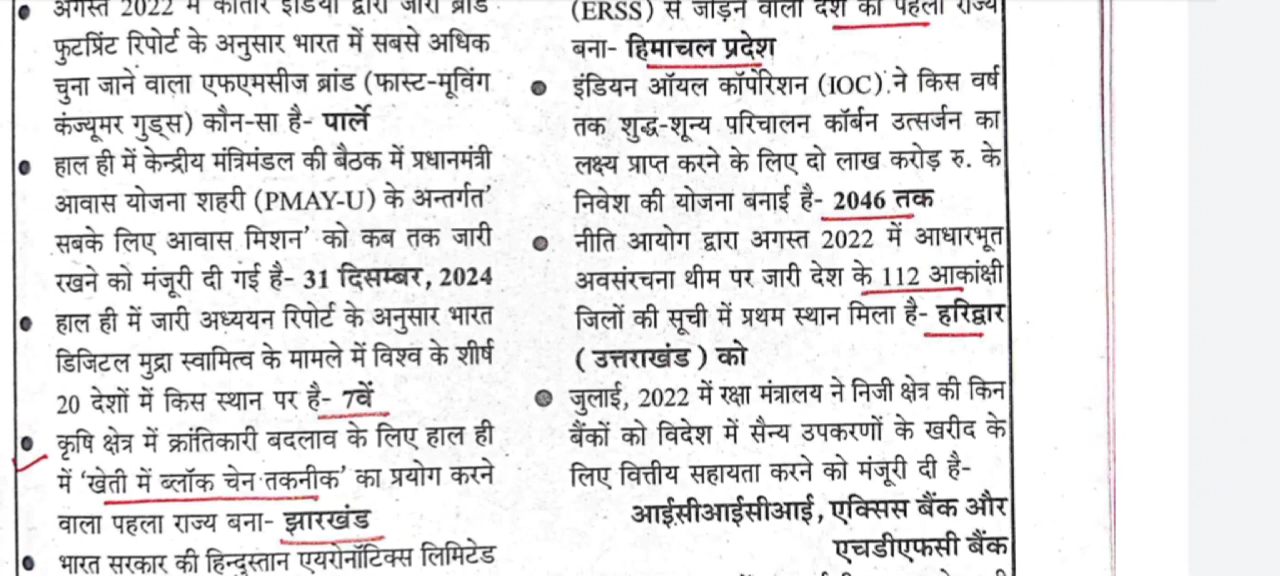 अगस्त 2022 में कांतार इंडिया द्वारा जारी ब्रांड
फुटप्रिंट रिपोर्ट के अनुसार भारत में सबसे अधिक
चुना जाने वाला एफएमसीज ब्रांड (फास्ट-मूविंग
कंज्यूमर गुड्स) कौन-सा है- पार्ले
हाल ही में केन्द्रीय मंत्रिमंडल की बैठक में प्रधानमंत्री
आवास योजना शहरी (PMAY-U) के अन्तर्गत'
सबके लिए आवास मिशन' को कब तक जारी
रखने को मंजूरी दी गई है- 31 दिसम्बर, 2024
हाल ही में जारी अध्ययन रिपोर्ट के अनुसार भारत
डिजिटल मुद्रा स्वामित्व के मामले में विश्व के शीर्ष
20 देशों में किस स्थान पर है- 7वें
कृषि क्षेत्र में क्रांतिकारी बदलाव के लिए हाल ही
में 'खेती में ब्लॉक चेन तकनीक' का प्रयोग करने
वाला पहला राज्य बना- झारखंड
भारत सरकार की हिन्दुस्तान एयरोनॉटिक्स लिमिटेड
(ERSS) से जोड़ने वाला देश का पहला राज्य
बना- हिमाचल प्रदेश
इंडियन ऑयल कॉर्पोरेशन (IOC) ने किस वर्ष
तक शुद्ध-शून्य परिचालन कॉर्बन उत्सर्जन का
लक्ष्य प्राप्त करने के लिए दो लाख करोड़ रु. के
निवेश की योजना बनाई है- 2046 तक
नीति आयोग द्वारा अगस्त 2022 में आधारभूत
अवसंरचना थीम पर जारी देश के 112 आकांक्षी
जिलों की सूची में प्रथम स्थान मिला है- हरिद्वार
(उत्तराखंड) को
जुलाई, 2022 में रक्षा मंत्रालय ने निजी क्षेत्र की किन
बैंकों को विदेश में सैन्य उपकरणों के खरीद के
लिए वित्तीय सहायता करने को मंजूरी दी है-
आईसीआईसीआई, एक्सिस बैंक और
एचडीएफसी बैंक